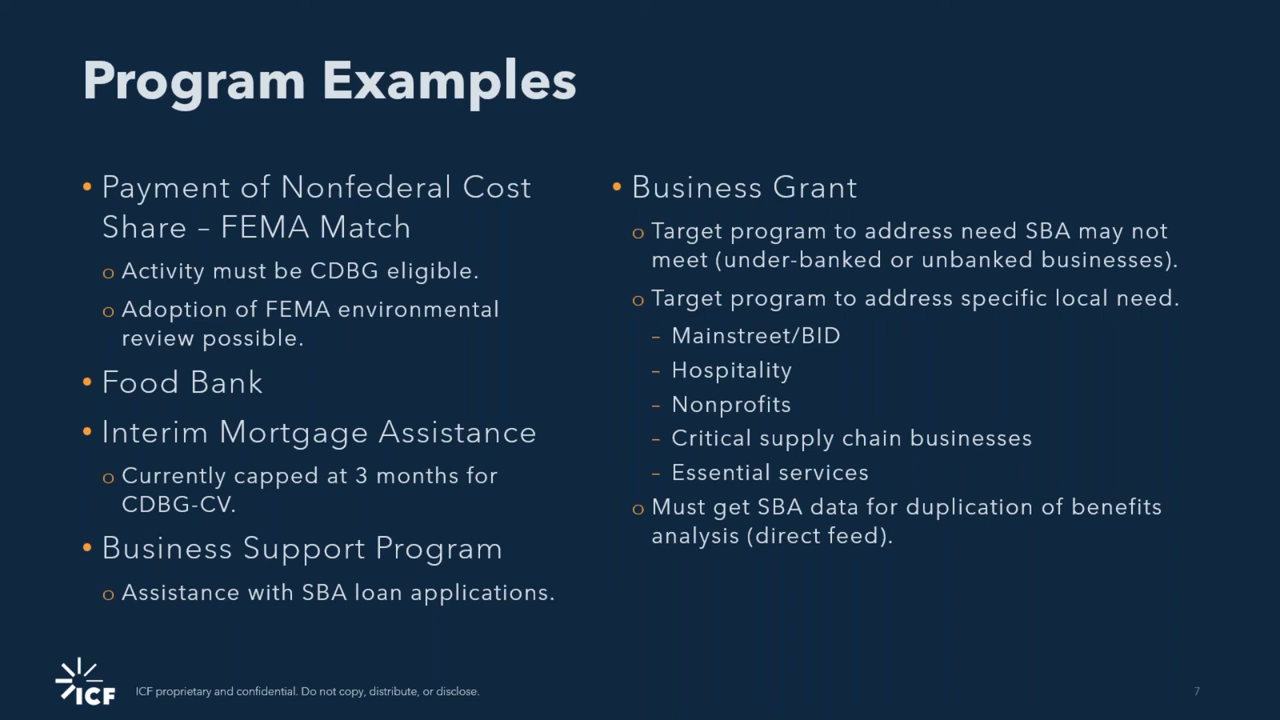 Program Examples
• Payment of Nonfederal Cost
Share – FEMA Match
o Activity must be CDBG eligible.
o Adoption of FEMA environmental
review possible.
• Food Bank
• Interim Mortgage Assistance
o Currently capped at 3 months for
CDBG-CV.
• Business Support Program
o Assistance with SBA loan applications.
• Business Grant
o Target program to address need SBA may not
meet (under-banked or unbanked businesses).
o Target program to address specific local need.
– Mainstreet/BID
– Hospitality
– Nonprofits
– Critical supply chain businesses
– Essential services
o Must get SBA data for duplication of benefits
analysis (direct feed).
ICF
ICF proprietary and confidential. Do not copy, distribute, or disclose.
7